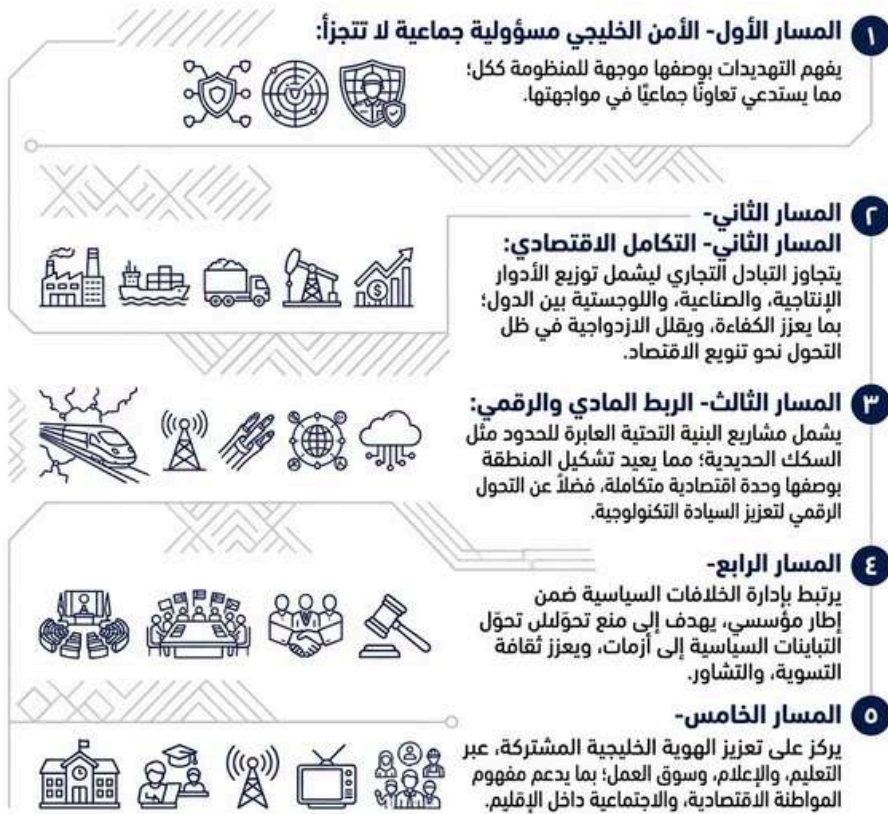 ١
المسار الأول- الأمن الخليجي مسؤولية جماعية لا تتجزأ:
يفهم التهديدات بوصفها موجهة للمنظومة ككل؛
مما يستدعي تعاونًا جماعيًا في مواجهتها.
٢
المسار الثاني-
المسار الثاني- التكامل الاقتصادي:
يتجاوز التبادل التجاري ليشمل توزيع الأدوار
الإنتاجية، والصناعية، واللوجستية بين الدول؛
بما يعزز الكفاءة، ويقلل الازدواجية في ظل
التحول نحو تنويع الاقتصاد.
٣
المسار الثالث- الربط المادي والرقمي:
يشمل مشاريع البنية التحتية العابرة للحدود مثل
السكك الحديدية؛ مما يعيد تشكيل المنطقة
بوصفها وحدة اقتصادية متكاملة، فضلاً عن التحول
الرقمي لتعزيز السيادة التكنولوجية.
٤
المسار الرابع-
يرتبط بإدارة الخلافات السياسية ضمن
إطار مؤسسي، يهدف إلى منع تحوّل
التباينات السياسية إلى أزمات، ويعزز ثقافة
التسوية، والتشاور.
٥
المسار الخامس-
يركز على تعزيز الهوية الخليجية المشتركة، عبر
التعليم، والإعلام، وسوق العمل؛ بما يدعم مفهوم
المواطنة الاقتصادية، والاجتماعية داخل الإقليم.